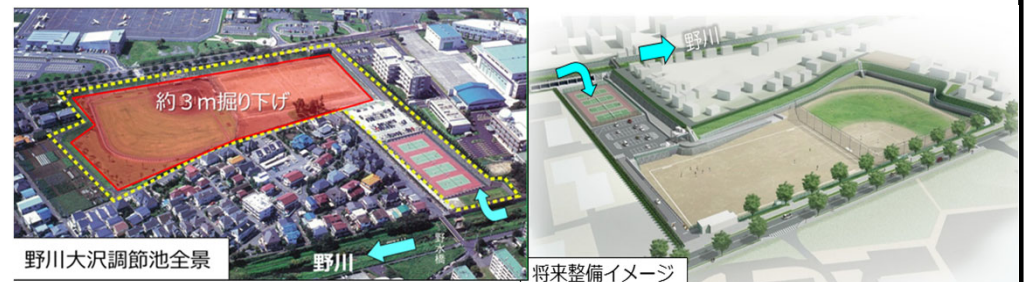 約3m掘り下げ
野川大沢調節池全景
野川
野川
将来整備イメージ